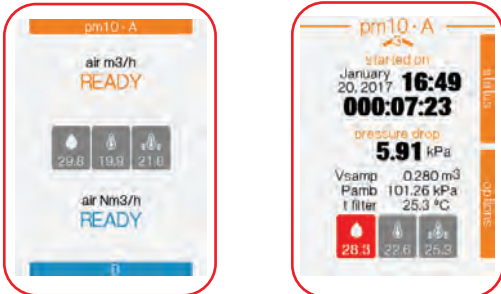 pm10 · A
air m3/h
READY
29.8 19.9 21.6
air Nm3/h
READY
B
pm10 · A
3
started on
January 20, 2017 16:49
000:07:23
pressure drop
5.91 kPa
Vsamp 0.280 m3
Pamb 101.26 kPa
t filter 25.3 °C
28.3 22.6 25.3
status
options